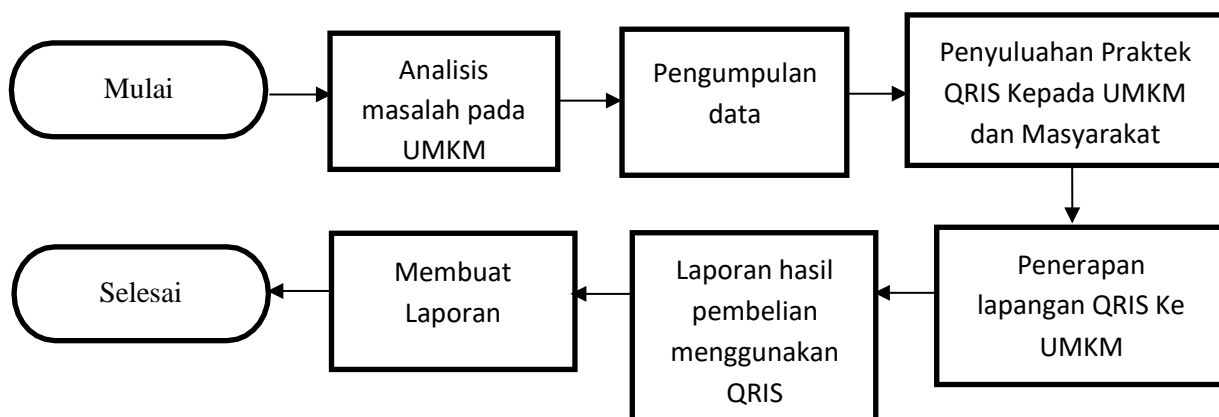 Mulai
Analisis
masalah pada
UMKM
Pengumpulan
data
Penyuluahan Praktek
QRIS Kepada UMKM
dan Masyarakat
Penerapan
lapangan QRIS Ke
UMKM
Laporan hasil
pembelian
menggunakan
QRIS
Membuat
Laporan
Selesai